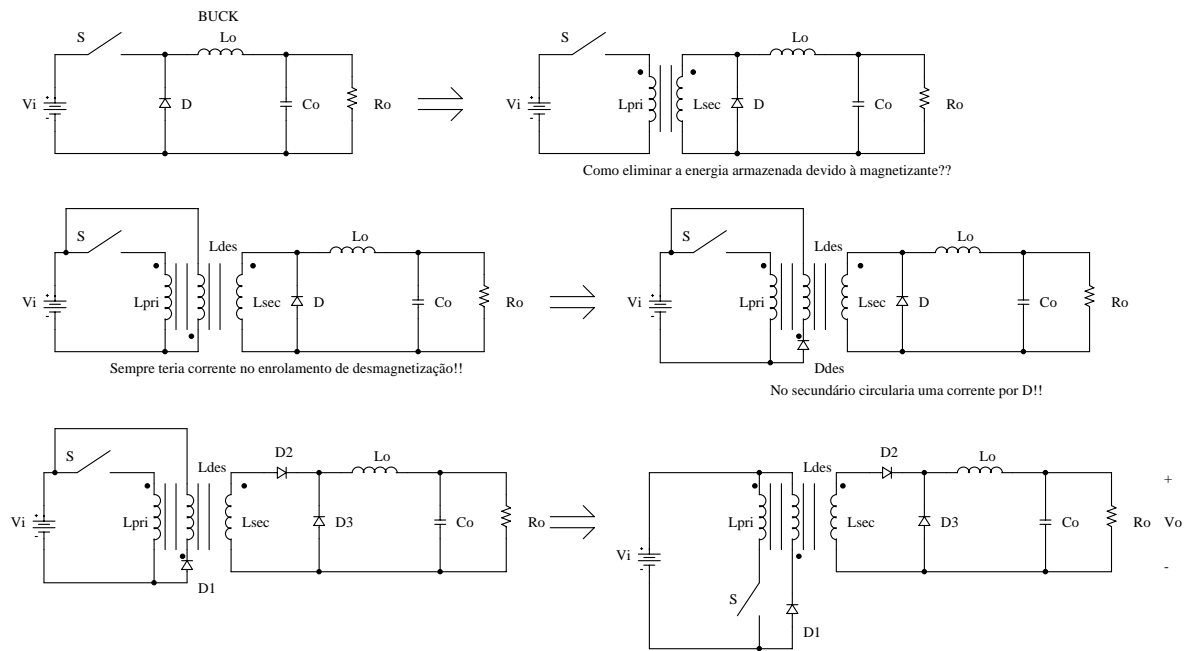 BUCK
S Lo
Vi + - D Co Ro
S Lo
Vi + - Lpri Lsec D Co Ro
Como eliminar a energia armazenada devido à magnetizante??
S Ldes Lo
Vi + - Lpri Lsec D Co Ro
Sempre teria corrente no enrolamento de desmagnetização!!
S Ldes Lo
Vi + - Lpri Lsec D Co Ro
Ddes
No secundário circularia uma corrente por D!!
S Ldes D2 Lo
Vi + - Lpri Lsec D3 Co Ro
D1
Ldes D2 Lo +
Lpri Lsec D3 Co Ro Vo
Vi + - -
S
D1